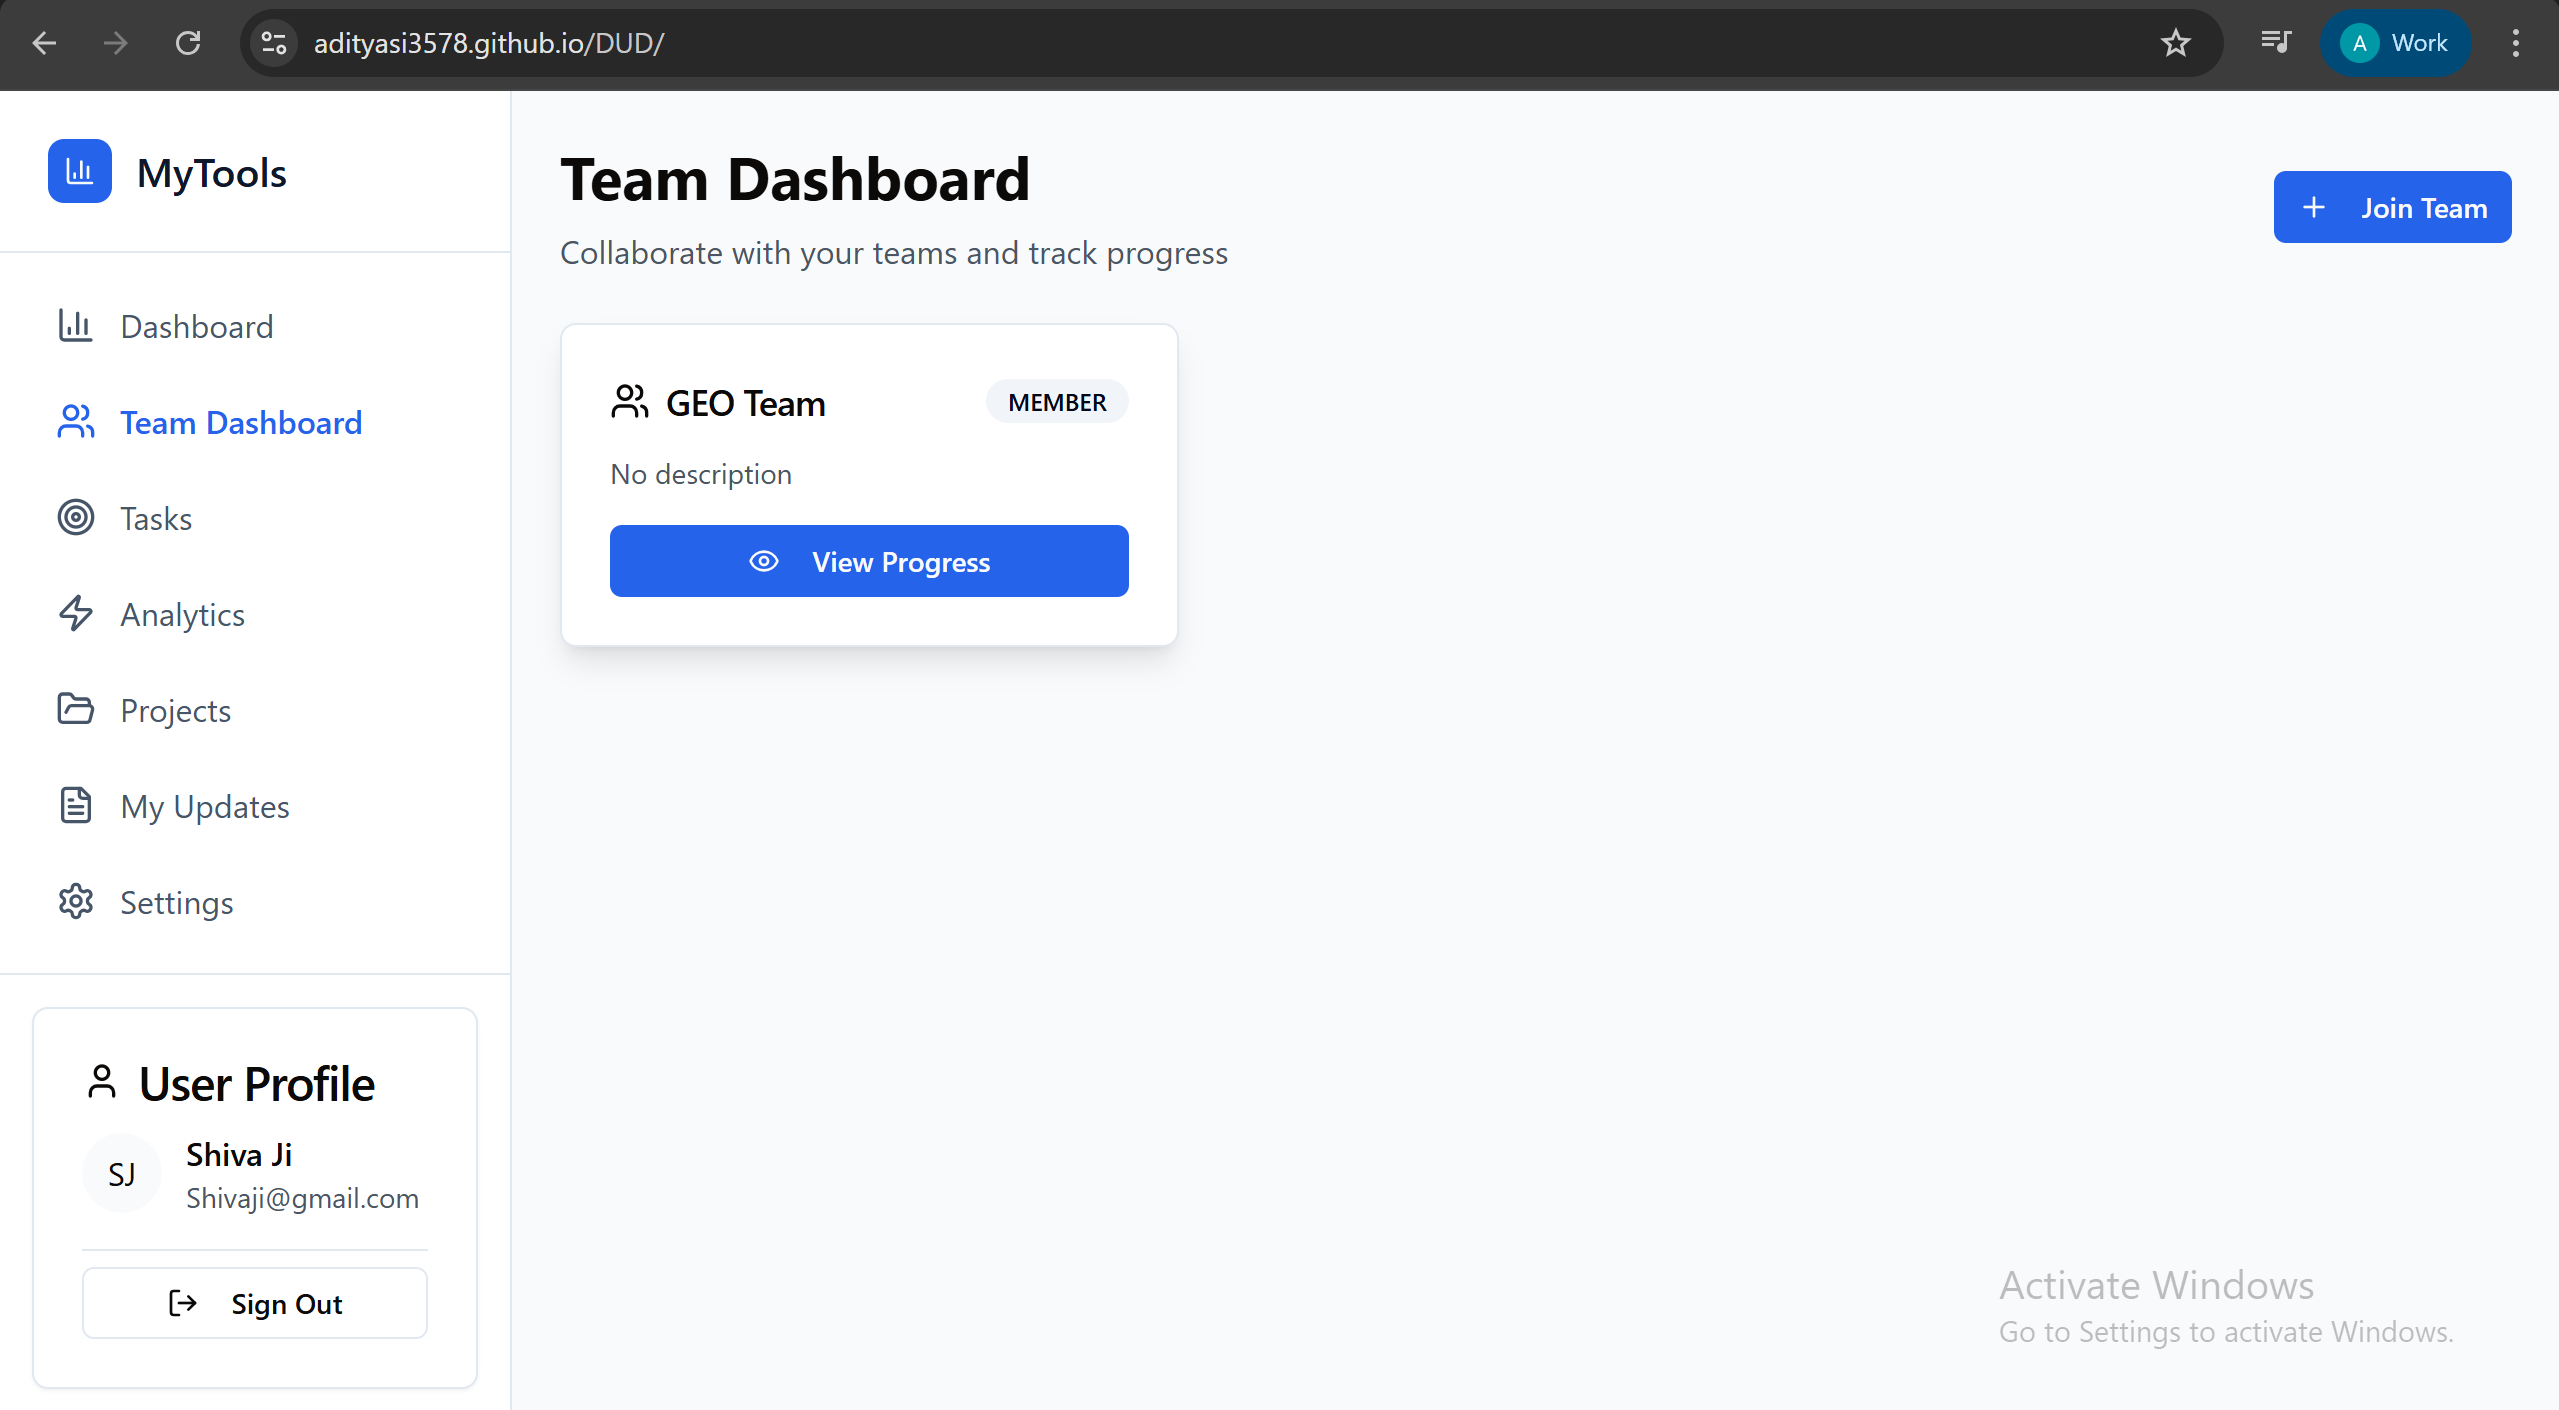 adityasi3578.github.io/DUD/
A Work
MyTools
Dashboard
Team Dashboard
Tasks
Analytics
Projects
My Updates
Settings
User Profile
SJ
Shiva Ji
Shivaji@gmail.com
Sign Out
Team Dashboard
Collaborate with your teams and track progress
Join Team
GEO Team MEMBER
No description
View Progress
Activate Windows
Go to Settings to activate Windows.